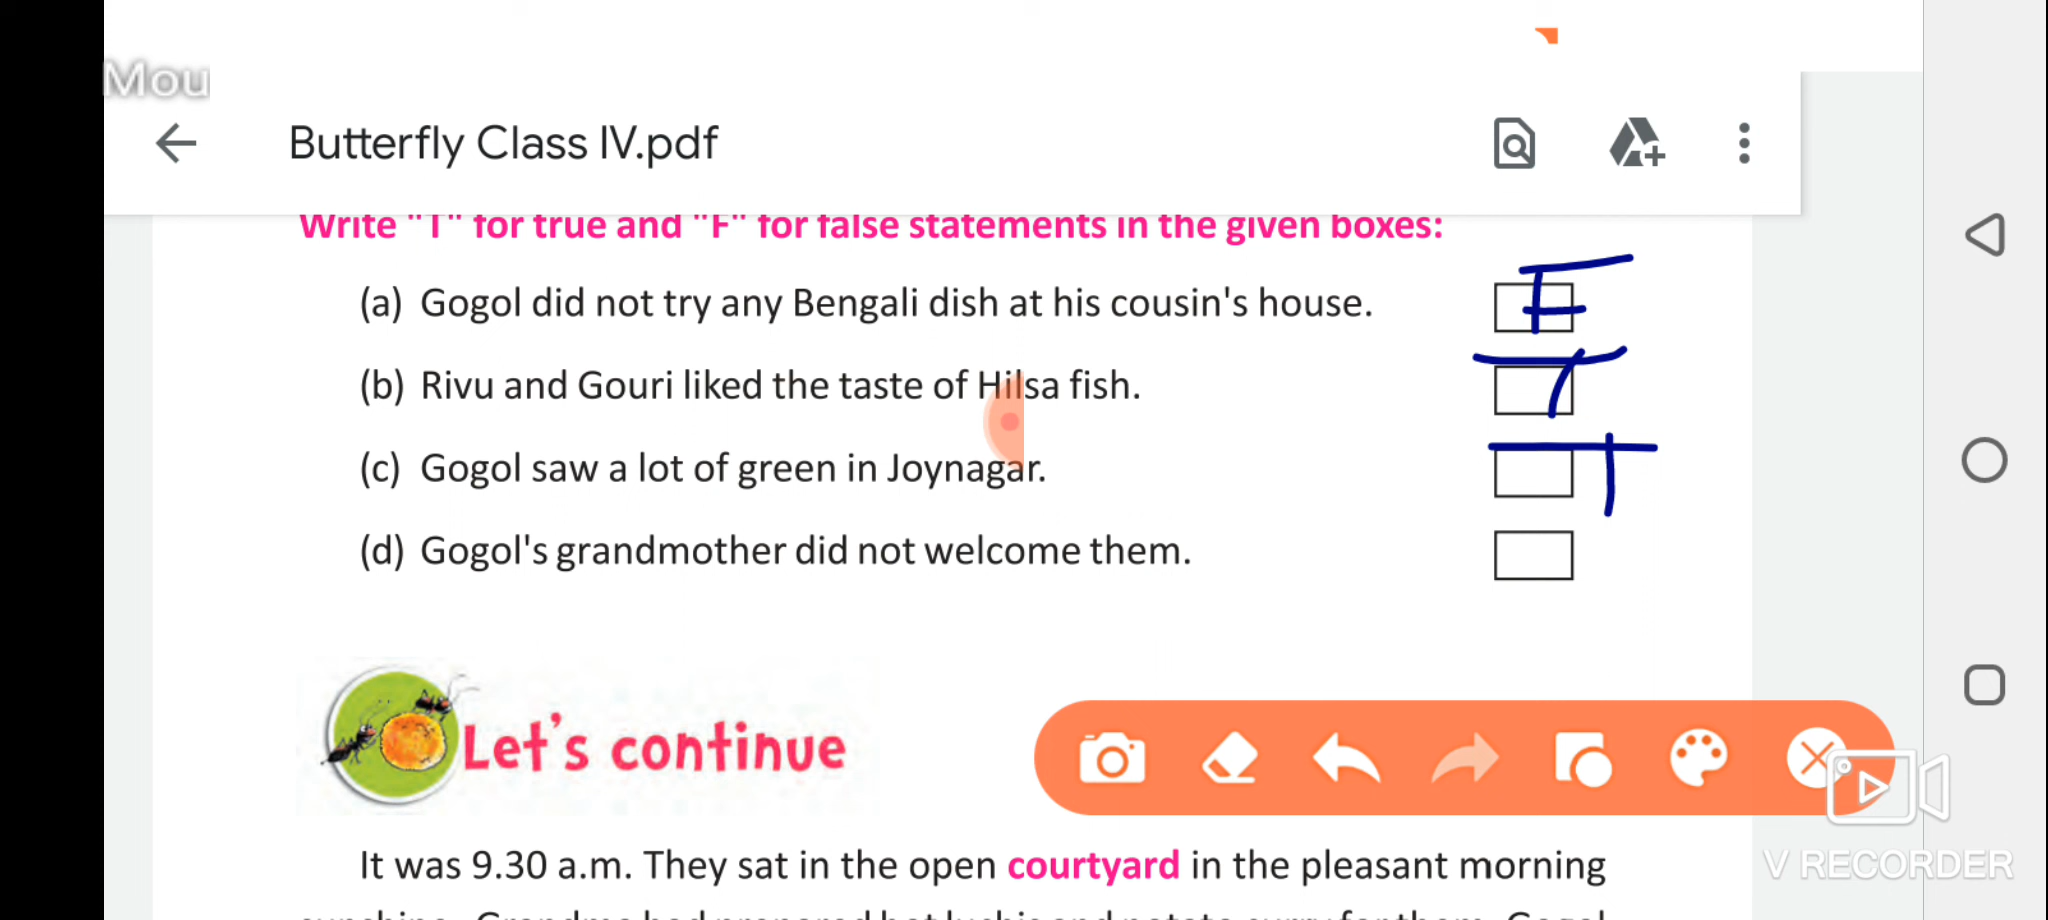 Mou
Butterfly Class IV.pdf
Write "T" for true and "F" for false statements in the given boxes:
(a) Gogol did not try any Bengali dish at his cousin's house. F
(b) Rivu and Gouri liked the taste of Hilsa fish. T
(c) Gogol saw a lot of green in Joynagar. T
(d) Gogol's grandmother did not welcome them.
Let's continue
It was 9.30 a.m. They sat in the open courtyard in the pleasant morning
V RECORDER